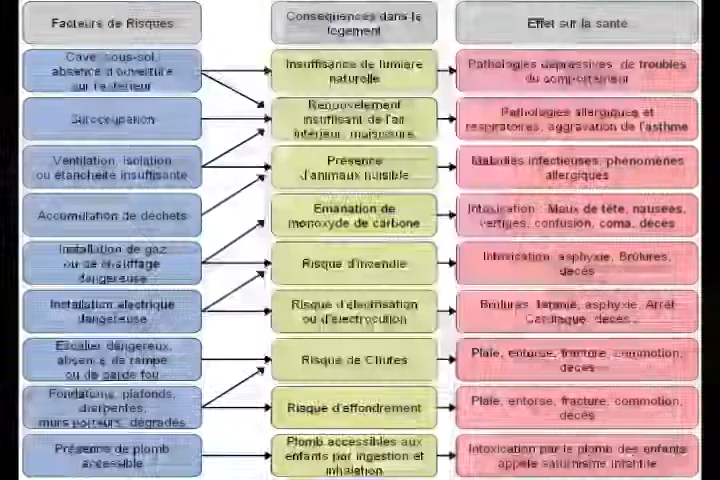 Facteurs de Risques
Conséquences dans le
logement
Effet sur la santé
Cave, sous-sol,
absence d'ouverture
sur l'extérieur
Insuffisance de lumière
naturelle
Pathologies dépressives, de troubles
du comportement
Suroccupation
Renouvellement
insuffisant de l'air
intérieur, moisissure
Pathologies allergiques et
respiratoires, aggravation de l'asthme
Ventilation, isolation
ou étanchéité insuffisante
Présence
d'animaux nuisible
Maladies infectieuses, phénomènes
allergiques
Accumulation de déchets
Emanation de
monoxyde de carbone
Intoxication : Maux de tête, nausées,
vertiges, confusion, coma, décès
Installation de gaz
ou de chauffage
dangereuse
Risque d'incendie
Intoxication, asphyxie, Brûlures,
décès
Installation électrique
dangereuse
Risque d'électrisation
ou d'électrocution
Brûlures, asphyxie, Arrêt
Cardiaque, décès
Escalier dangereux,
absence de rampe
ou de garde fou
Risque de Chutes
Plaie, entorse, fracture, commotion,
décès
Fondations, plafonds,
charpentes,
murs porteurs, dégradés
Risque d'effondrement
Plaie, entorse, fracture, commotion,
décès
Présence de plomb
accessible
Plomb accessibles aux
enfants par ingestion et
inhalation
Intoxication par le plomb des enfants
appelé saturnisme infantile